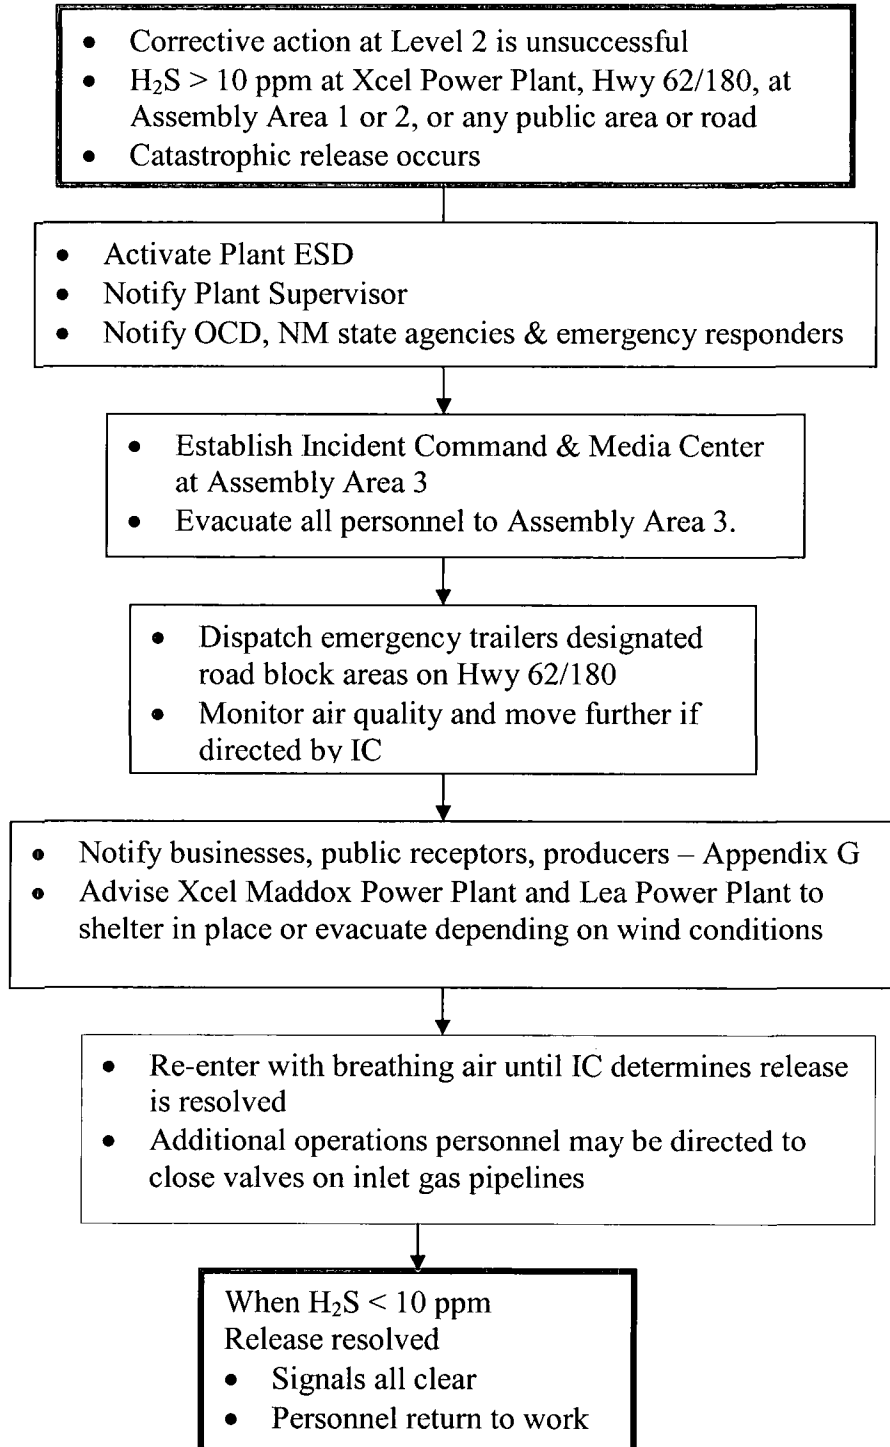 • Corrective action at Level 2 is unsuccessful
• H₂S > 10 ppm at Xcel Power Plant, Hwy 62/180, at
Assembly Area 1 or 2, or any public area or road
• Catastrophic release occurs
• Activate Plant ESD
• Notify Plant Supervisor
• Notify OCD, NM state agencies & emergency responders
• Establish Incident Command & Media Center
at Assembly Area 3
• Evacuate all personnel to Assembly Area 3.
• Dispatch emergency trailers designated
road block areas on Hwy 62/180
• Monitor air quality and move further if
directed by IC
• Notify businesses, public receptors, producers – Appendix G
• Advise Xcel Maddox Power Plant and Lea Power Plant to
shelter in place or evacuate depending on wind conditions
• Re-enter with breathing air until IC determines release
is resolved
• Additional operations personnel may be directed to
close valves on inlet gas pipelines
When H₂S < 10 ppm
Release resolved
• Signals all clear
• Personnel return to work